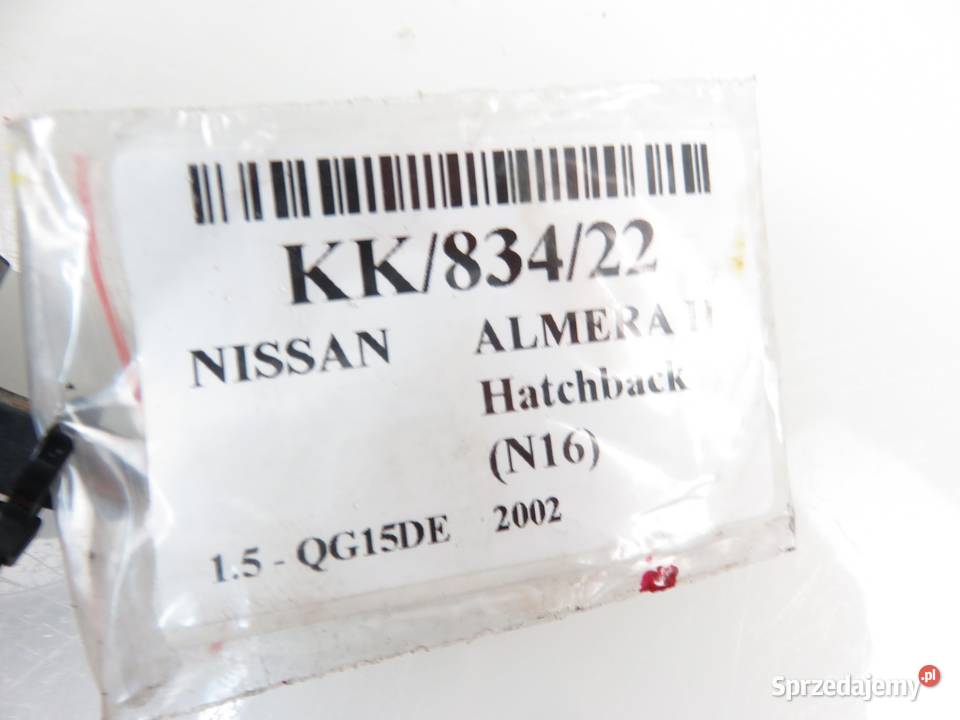 KK/834/22
NISSAN ALMERA II
Hatchback
(N16)
1.5 - QG15DE 2002
Sprzedajemy.pl